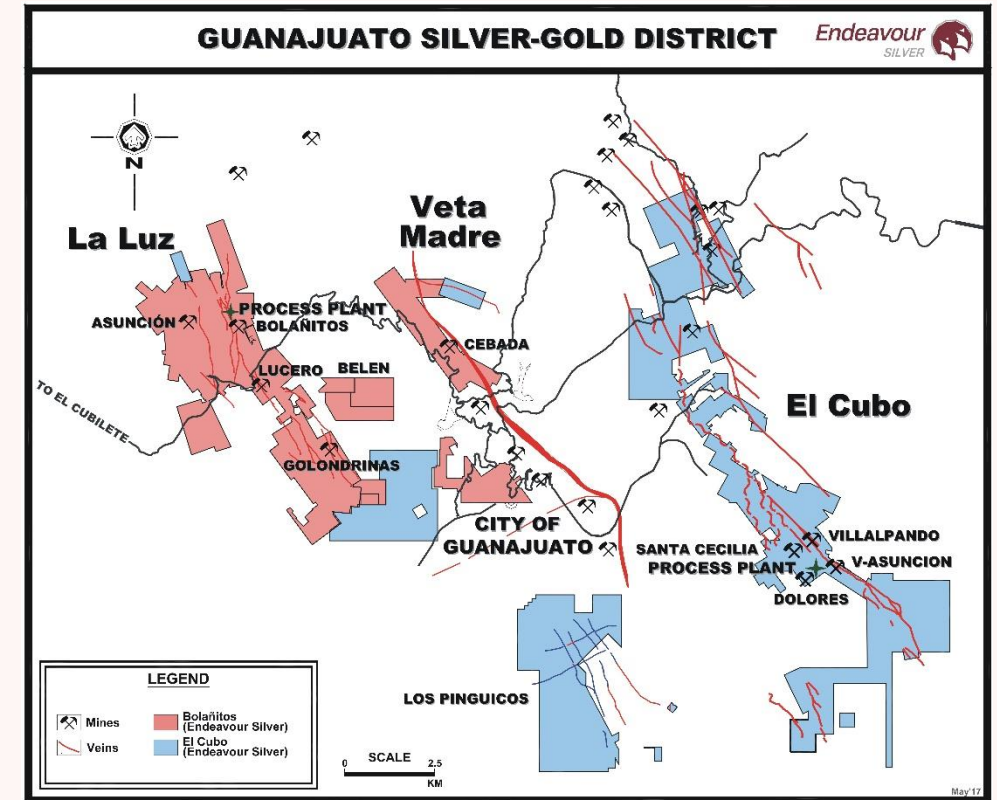 GUANAJUATO SILVER-GOLD DISTRICT
Endeavour
SILVER
N
La Luz
Veta
Madre
ASUNCIÓN
PROCESS PLANT
BOLAÑITOS
CEBADA
LUCERO
BELEN
TO EL CUBILETE
El Cubo
GOLONDRINAS
CITY OF
GUANAJUATO
SANTA CECILIA
PROCESS PLANT
VILLALPANDO
V-ASUNCION
DOLORES
LOS PINGUICOS
LEGEND
Mines
Veins
Bolañitos
(Endeavour Silver)
El Cubo
(Endeavour Silver)
SCALE
0 2.5
KM
May'17